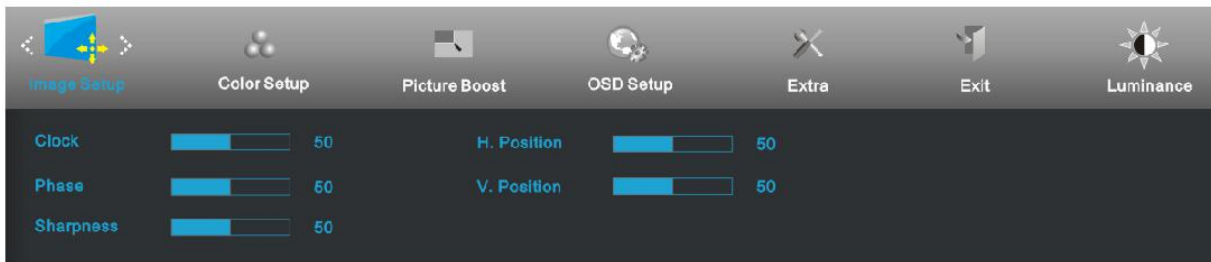 Image Setup Color Setup Picture Boost OSD Setup Extra Exit Luminance
Clock 50 H. Position 50
Phase 50 V. Position 50
Sharpness 50